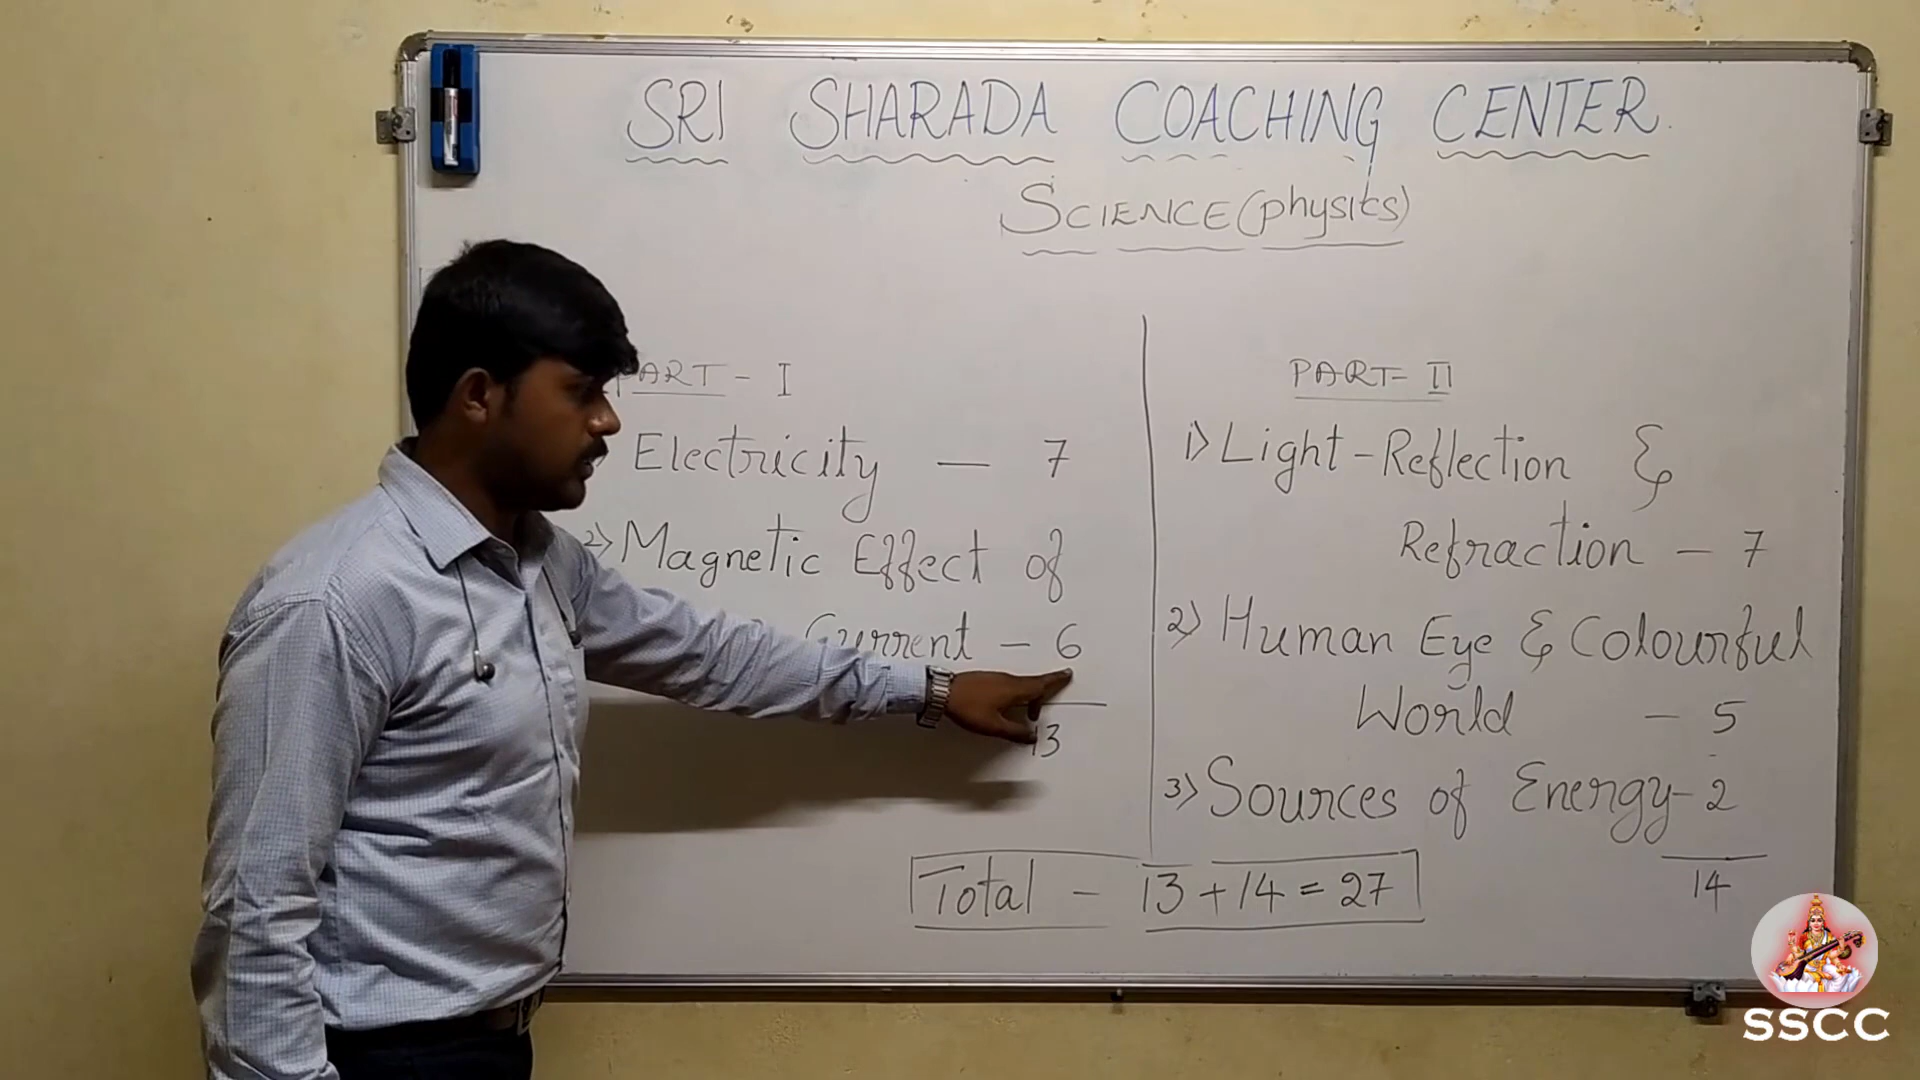 SRI SHARADA COACHING CENTER.
SCIENCE (physics)
PART - I
Electricity — 7
2) Magnetic Effect of
Current — 6
13
PART - II
1) Light - Reflection &
Refraction — 7
2) Human Eye & Colourful
World — 5
3) Sources of Energy - 2
14
Total — 13 + 14 = 27
SSCC